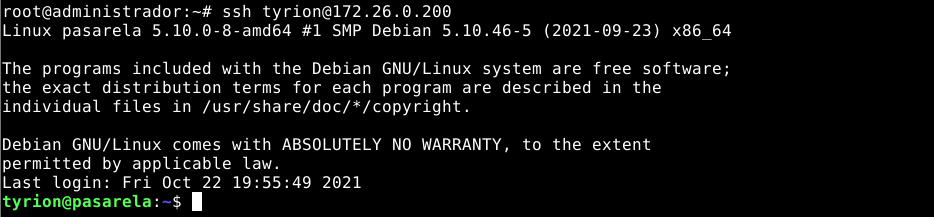 root@administrador:~# ssh tyrion@172.26.0.200
Linux pasarela 5.10.0-8-amd64 #1 SMP Debian 5.10.46-5 (2021-09-23) x86_64
The programs included with the Debian GNU/Linux system are free software;
the exact distribution terms for each program are described in the
individual files in /usr/share/doc/*/copyright.
Debian GNU/Linux comes with ABSOLUTELY NO WARRANTY, to the extent
permitted by applicable law.
Last login: Fri Oct 22 19:55:49 2021
tyrion@pasarela:~$